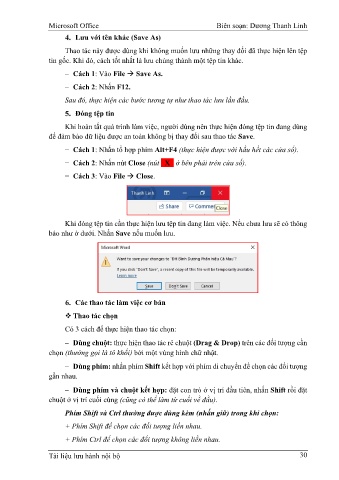 Microsoft Office Biên soạn: Dương Thanh Linh
4. Lưu với tên khác (Save As)
Thao tác này được dùng khi không muốn lưu những thay đổi đã thực hiện lên tệp
tin gốc. Khi đó, cách tốt nhất là lưu chúng thành một tệp tin khác.
– Cách 1: Vào File → Save As.
– Cách 2: Nhấn F12.
Sau đó, thực hiện các bước tương tự như thao tác lưu lần đầu.
5. Đóng tệp tin
Khi hoàn tất quá trình làm việc, người dùng nên thực hiện đóng tệp tin đang dùng
để đảm bảo dữ liệu được an toàn không bị thay đổi sau thao tác Save.
– Cách 1: Nhấn tổ hợp phím Alt+F4 (thực hiện được với hầu hết các cửa sổ).
– Cách 2: Nhấn nút Close (nút X ở bên phải trên cửa sổ).
– Cách 3: Vào File → Close.
Thanh Linh
Share Comments
Close
Khi đóng tệp tin cần thực hiện lưu tệp tin đang làm việc. Nếu chưa lưu sẽ có thông
báo như ở dưới. Nhấn Save nếu muốn lưu.
Microsoft Word
Want to save your changes to
If you click "Don't Save", a recent copy of this file will be temporarily available.
Learn more
Save Don't Save Cancel
6. Các thao tác làm việc cơ bản
❖ Thao tác chọn
Có 3 cách để thực hiện thao tác chọn:
– Dùng chuột: thực hiện thao tác rê chuột (Drag & Drop) trên các đối tượng cần
chọn (thường gọi là tô khối) bởi một vùng hình chữ nhật.
– Dùng phím: nhấn phím Shift kết hợp với phím di chuyển để chọn các đối tượng
gần nhau.
– Dùng phím và chuột kết hợp: đặt con trỏ ở vị trí đầu tiên, nhấn Shift rồi đặt
chuột ở vị trí cuối cùng (cũng có thể làm từ cuối về đầu).
Phím Shift và Ctrl thường được dùng kèm (nhấn giữ) trong khi chọn:
+ Phím Shift để chọn các đối tượng liền nhau.
+ Phím Ctrl để chọn các đối tượng không liền nhau.
Tài liệu lưu hành nội bộ 30